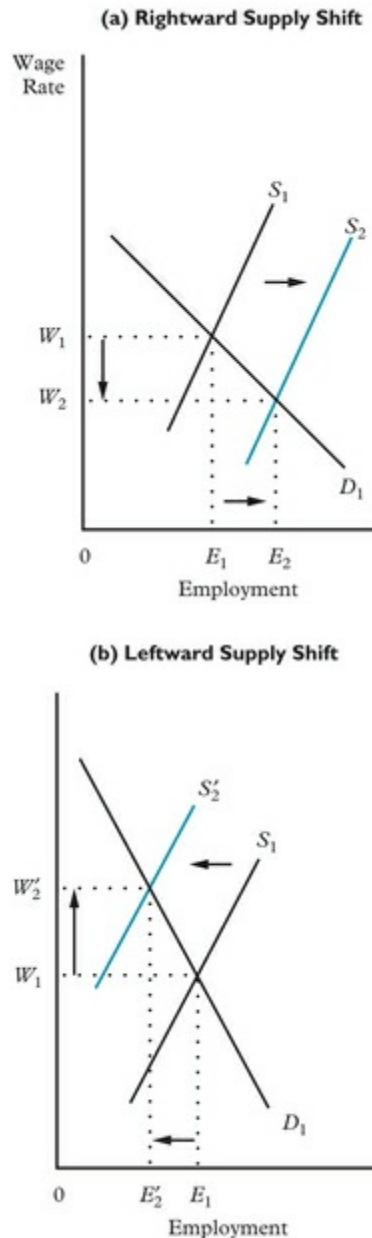 (a) Rightward Supply Shift
Wage
Rate
S₁
S₂
W₁
W₂
D₁
0
E₁
E₂
Employment
(b) Leftward Supply Shift
S′₂
S₁
W′₂
W₁
D₁
0
E′₂
E₁
Employment